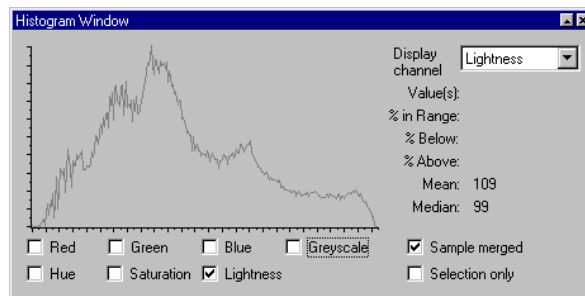 Histogram Window
Display channel
Lightness
Value(s):
% in Range:
% Below:
% Above:
Mean: 109
Median: 99
Red Green Blue Greyscale Sample merged
Hue Saturation Lightness Selection only